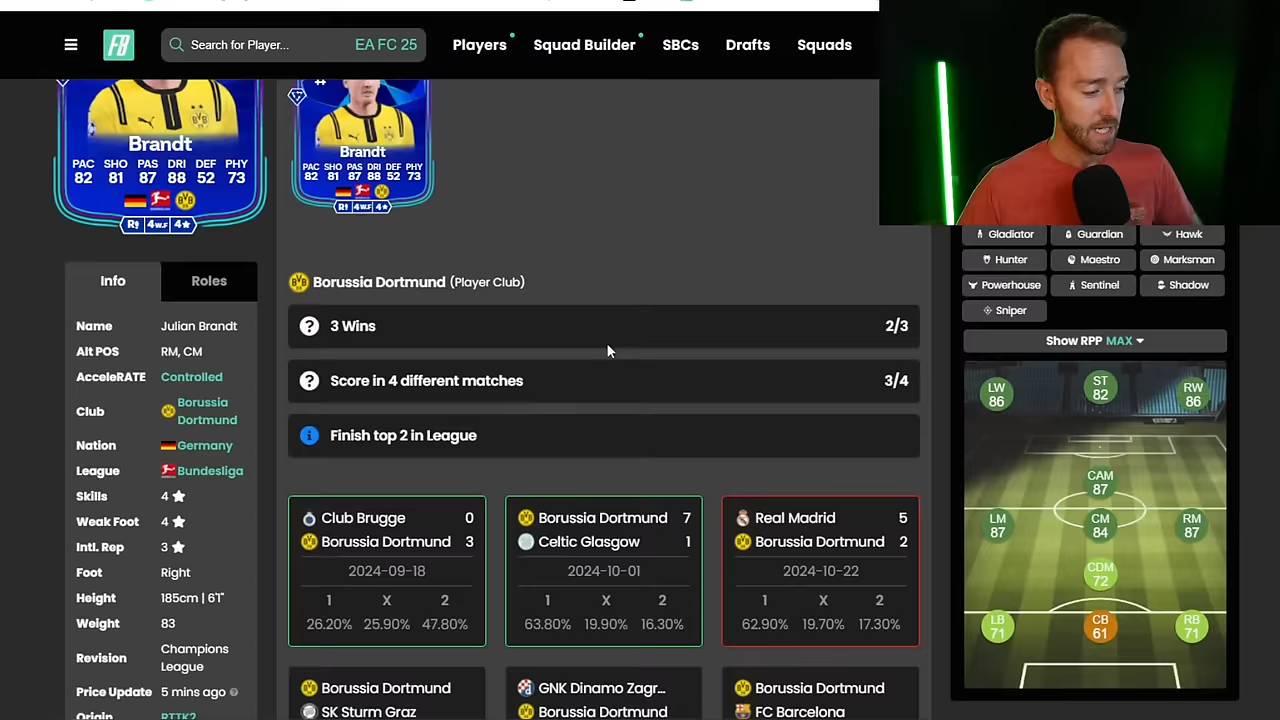 FB
Search for Player...
EA FC 25
Players
Squad Builder
SBCs
Drafts
Squads
Brandt
PAC SHO PAS DRI DEF PHY
82 81 87 88 52 73
4 W.F 4★
Brandt
PAC SHO PAS DRI DEF PHY
82 81 87 88 52 73
4 W.F 4★
Info
Roles
Name Julian Brandt
Alt POS RM, CM
AcceleRATE Controlled
Club Borussia
Dortmund
Nation Germany
League Bundesliga
Skills 4 ★
Weak Foot 4 ★
Intl. Rep 3 ★
Foot Right
Height 185cm | 6'1"
Weight 83
Revision Champions
League
Price Update 5 mins ago
Origin RTTK2
Borussia Dortmund (Player Club)
3 Wins 2/3
Score in 4 different matches 3/4
Finish top 2 in League
Club Brugge 0
Borussia Dortmund 3
2024-09-18
1 X 2
26.20% 25.90% 47.80%
Borussia Dortmund 7
Celtic Glasgow 1
2024-10-01
1 X 2
63.80% 19.90% 16.30%
Real Madrid 5
Borussia Dortmund 2
2024-10-22
1 X 2
62.90% 19.70% 17.30%
Borussia Dortmund
SK Sturm Graz
GNK Dinamo Zagr...
Borussia Dortmund
Borussia Dortmund
FC Barcelona
Gladiator
Guardian
Hawk
Hunter
Maestro
Marksman
Powerhouse
Sentinel
Shadow
Sniper
Show RPP MAX
LW
86
ST
82
RW
86
CAM
87
LM
87
CM
84
RM
87
CDM
72
LB
71
CB
61
RB
71